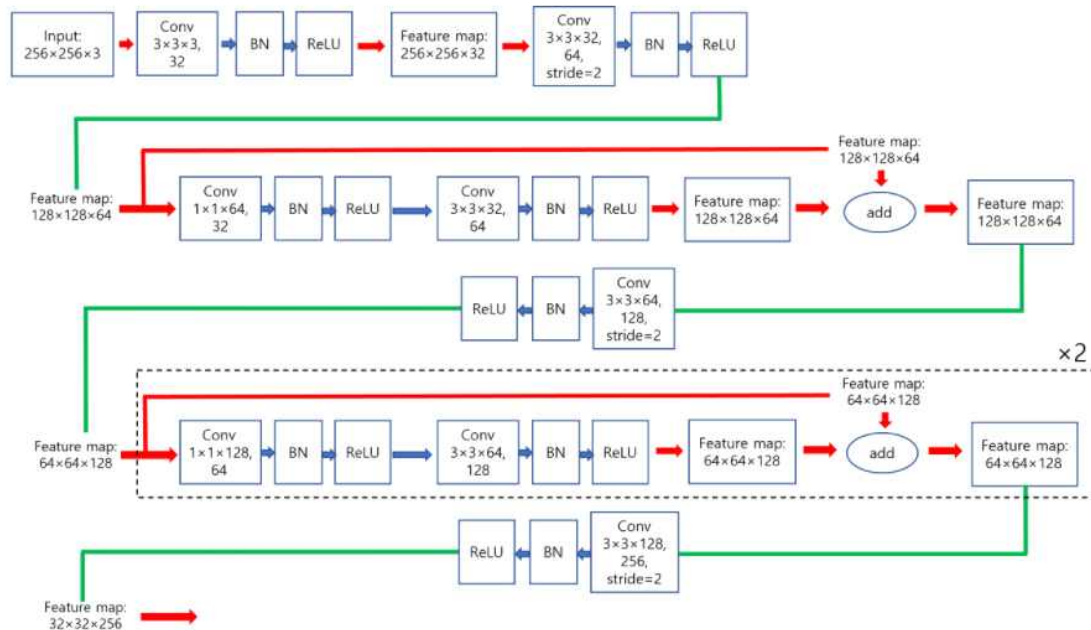 Input:
256×256×3
Conv
3×3×3,
32
BN
ReLU
Feature map:
256×256×32
Conv
3×3×32,
64,
stride=2
BN
ReLU
Feature map:
128×128×64
Feature map:
128×128×64
Conv
1×1×64,
32
BN
ReLU
Conv
3×3×32,
64
BN
ReLU
Feature map:
128×128×64
add
Feature map:
128×128×64
ReLU
BN
Conv
3×3×64,
128,
stride=2
×2
Feature map:
64×64×128
Feature map:
64×64×128
Conv
1×1×128,
64
BN
ReLU
Conv
3×3×64,
128
BN
ReLU
Feature map:
64×64×128
add
Feature map:
64×64×128
ReLU
BN
Conv
3×3×128,
256,
stride=2
Feature map:
32×32×256